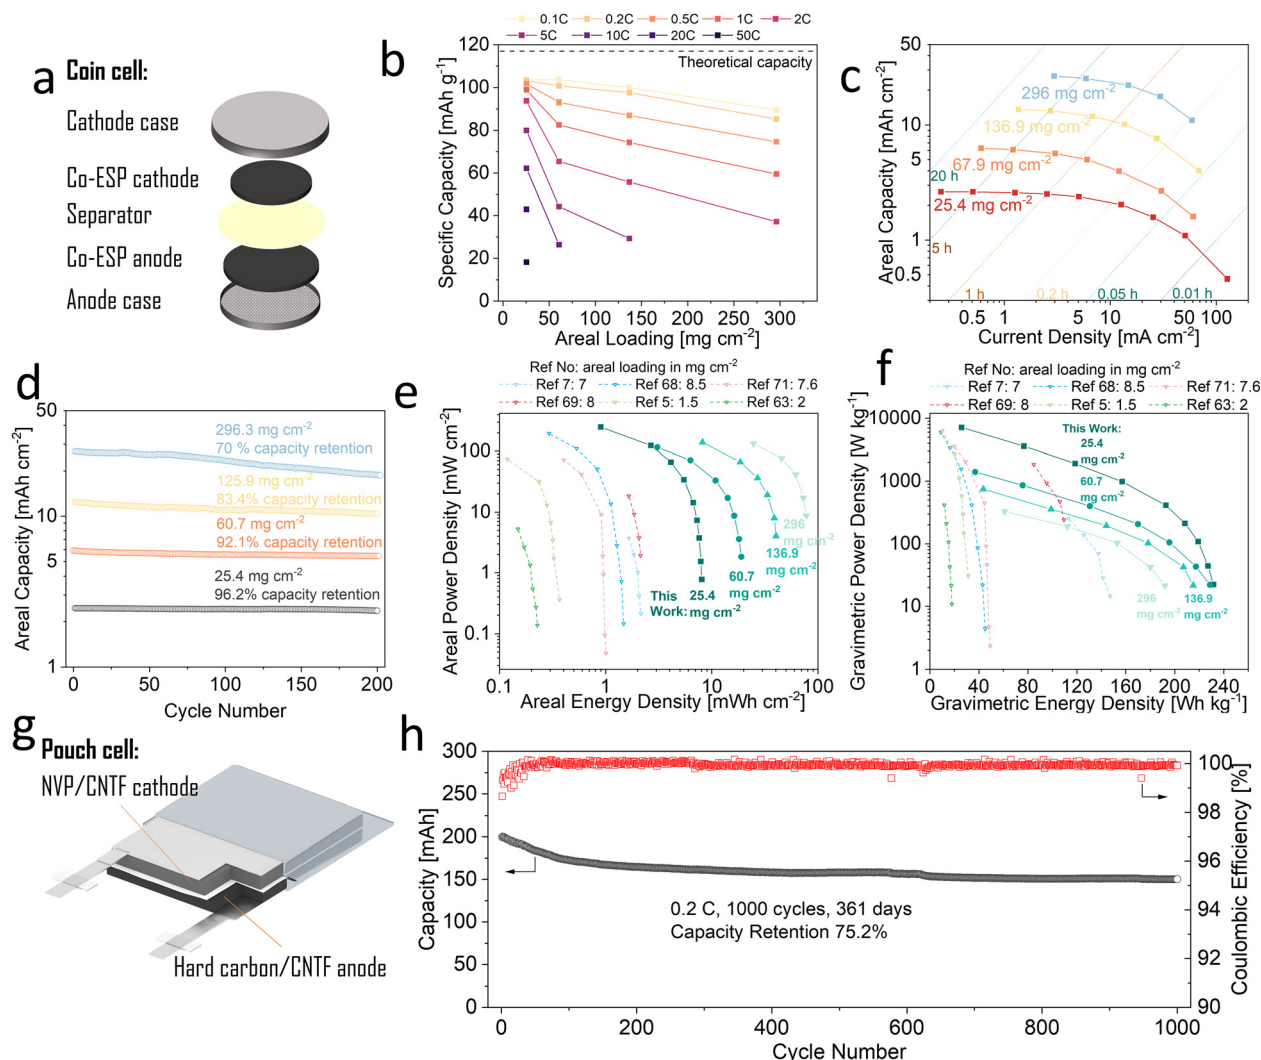 a
Coin cell:
Cathode case
Co-ESP cathode
Separator
Co-ESP anode
Anode case
b
0.1C 0.2C 0.5C 1C 2C
5C 10C 20C 50C
Theoretical capacity
Specific Capacity [mAh g⁻¹]
120
100
80
60
40
20
0
0 50 100 150 200 250 300
Areal Loading [mg cm⁻²]
c
Areal Capacity [mAh cm⁻²]
50
10
5
1
0.5
296 mg cm⁻²
136.9 mg cm⁻²
67.9 mg cm⁻²
25.4 mg cm⁻²
20 h
5 h
1 h
0.2 h
0.05 h
0.01 h
0.5 1 5 10 50 100
Current Density [mA cm⁻²]
d
Areal Capacity [mAh cm⁻²]
50
10
5
1
296.3 mg cm⁻²
70 % capacity retention
125.9 mg cm⁻²
83.4% capacity retention
60.7 mg cm⁻²
92.1% capacity retention
25.4 mg cm⁻²
96.2% capacity retention
0 50 100 150 200
Cycle Number
e
Ref No: areal loading in mg cm⁻²
Ref 7: 7 Ref 68: 8.5 Ref 71: 7.6
Ref 69: 8 Ref 5: 1.5 Ref 63: 2
Areal Power Density [mW cm⁻²]
100
10
1
0.1
296
mg cm⁻²
136.9
mg cm⁻²
60.7
mg cm⁻²
This
Work:
25.4
mg cm⁻²
0.1 1 10 100
Areal Energy Density [mWh cm⁻²]
f
Ref No: areal loading in mg cm⁻²
Ref 7: 7 Ref 68: 8.5 Ref 71: 7.6
Ref 69: 8 Ref 5: 1.5 Ref 63: 2
Gravimetric Power Density [W kg⁻¹]
10000
1000
100
10
1
This Work:
25.4
mg cm⁻²
60.7
mg cm⁻²
296
mg cm⁻²
136.9
mg cm⁻²
0 40 80 120 160 200 240
Gravimetric Energy Density [Wh kg⁻¹]
g
Pouch cell:
NVP/CNTF cathode
Hard carbon/CNTF anode
h
Capacity [mAh]
300
250
200
150
100
50
0
0.2 C, 1000 cycles, 361 days
Capacity Retention 75.2%
100
98
96
94
92
90
Coulombic Efficiency [%]
0 200 400 600 800 1000
Cycle Number